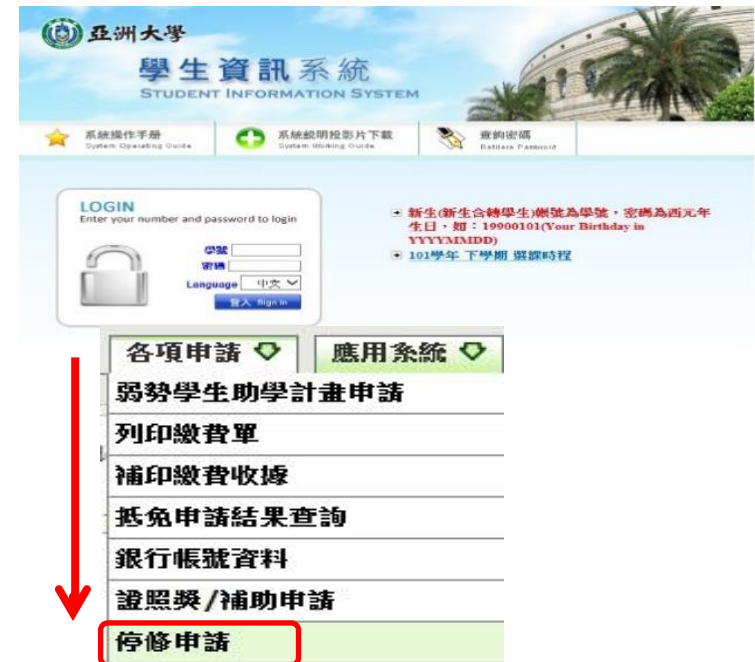 亞洲大學
學生資訊系統
STUDENT INFORMATION SYSTEM
系統操作手册
System Operating Guide
系統說明投影片下載
System Working Guide
查詢密碼
LOGIN
Enter your number and password to login
學號
密碼
Language 中文
登入 Sign in
新生(新生含轉學生)帳號為學號，密碼為西元年
生日，如：19900101(Your Birthday in
YYYYMMDD)
101學年 下學期 選課時程
各項申請 應用系統
弱勢學生助學計畫申請
列印繳費單
補印繳費收據
抵免申請結果查詢
銀行帳號資料
證照獎/補助申請
停修申請